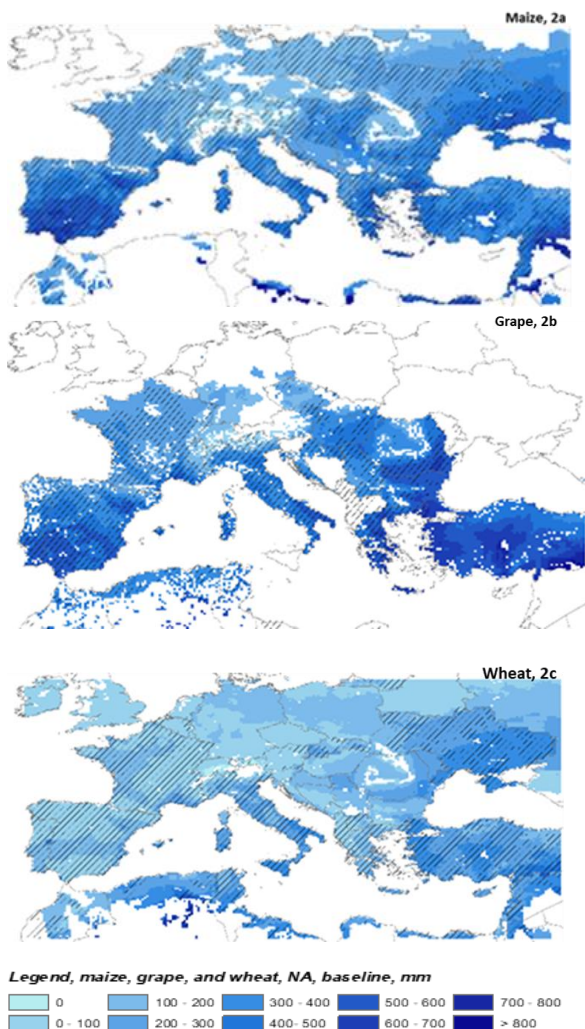 Maize, 2a
Grape, 2b
Wheat, 2c
Legend, maize, grape, and wheat, NA, baseline, mm
0 100 - 200 300 - 400 500 - 600 700 - 800
0 - 100 200 - 300 400-500 600 - 700 > 800